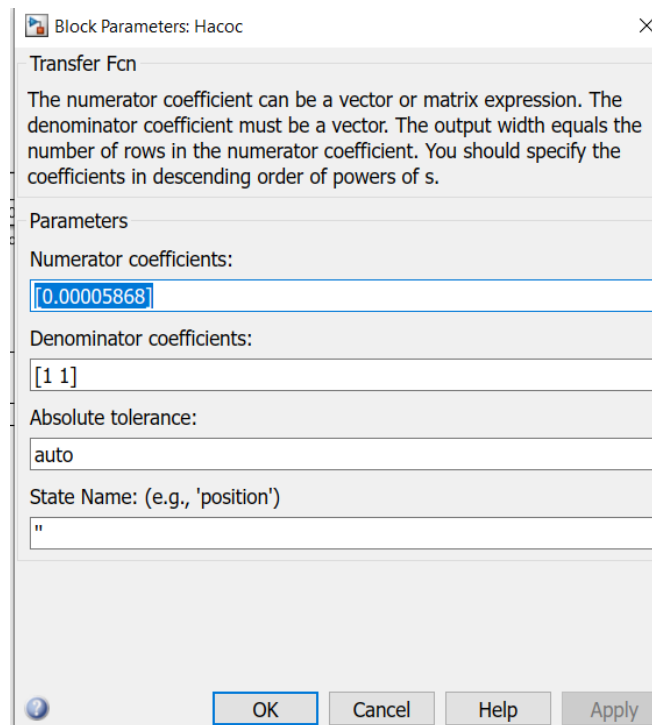 Block Parameters: Hacoc
Transfer Fcn
The numerator coefficient can be a vector or matrix expression. The
denominator coefficient must be a vector. The output width equals the
number of rows in the numerator coefficient. You should specify the
coefficients in descending order of powers of s.
Parameters
Numerator coefficients:
[0.00005868]
Denominator coefficients:
[1 1]
Absolute tolerance:
auto
State Name: (e.g., 'position')
''
OK Cancel Help Apply